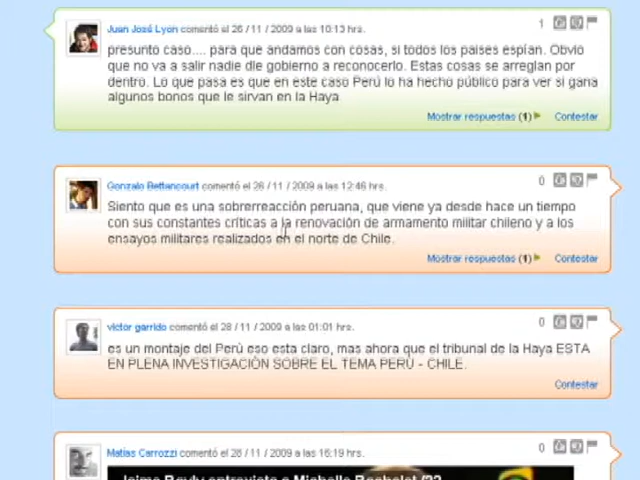 Juan José Lyon comentó el 26 / 11 / 2009 a las 10:13 hrs.
1
presunto caso.... para que andamos con cosas, si todos los paises espían. Obvio
que no va a salir nadie dle gobierno a reconocerlo. Estas cosas se arreglan por
dentro. Lo que pasa es que en este caso Perú lo ha hecho público para ver si gana
algunos bonos que le sirvan en la Haya
Mostrar respuestas (1) Contestar
Gonzalo Bettancourt comentó el 26 / 11 / 2009 a las 12:46 hrs.
0
Siento que es una sobrerreacción peruana, que viene ya desde hace un tiempo
con sus constantes críticas a la renovación de armamento militar chileno y a los
ensayos militares realizados en el norte de Chile.
Mostrar respuestas (1) Contestar
victor garrido comentó el 28 / 11 / 2009 a las 01:01 hrs.
0
es un montaje del Perú eso esta claro, mas ahora que el tribunal de la Haya ESTA
EN PLENA INVESTIGACIÓN SOBRE EL TEMA PERÚ - CHILE.
Contestar
Matías Carrozzi comentó el 26 / 11 / 2009 a las 16:19 hrs.
0
Jaime Bayly entrevista a Michelle Bachelet